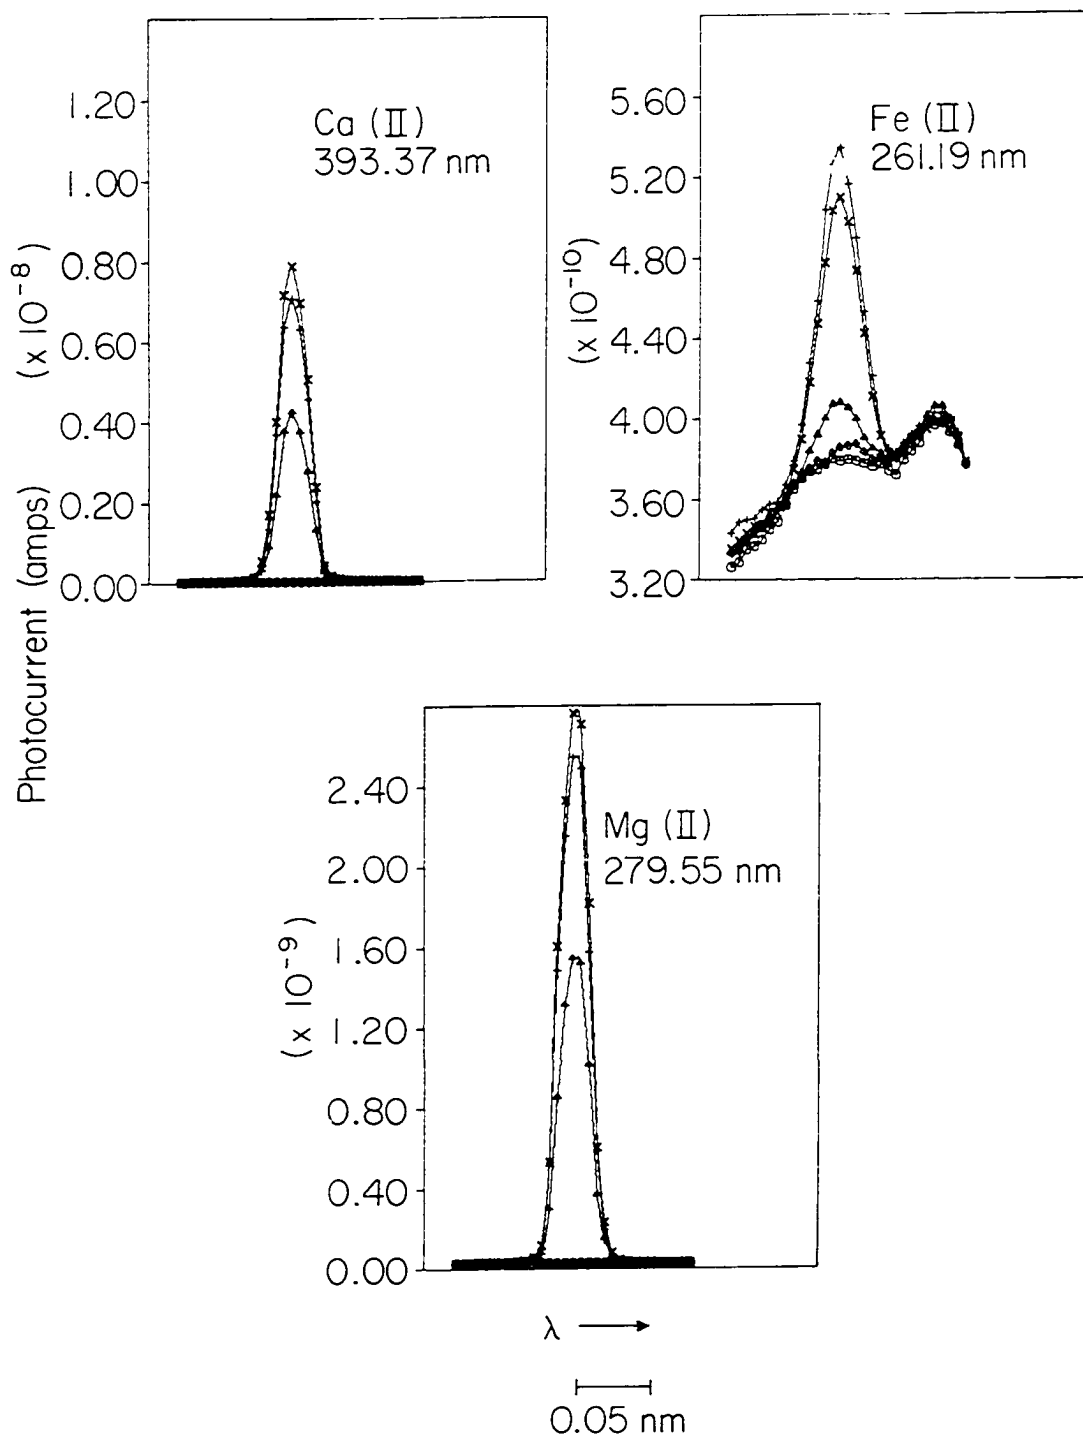 Photocurrent (amps)
(x 10⁻⁸)
1.20
1.00
0.80
0.60
0.40
0.20
0.00
Ca (II)
393.37 nm
(x 10⁻¹⁰)
5.60
5.20
4.80
4.40
4.00
3.60
3.20
Fe (II)
261.19 nm
(x 10⁻⁹)
2.40
2.00
1.60
1.20
0.80
0.40
0.00
Mg (II)
279.55 nm
λ
0.05 nm